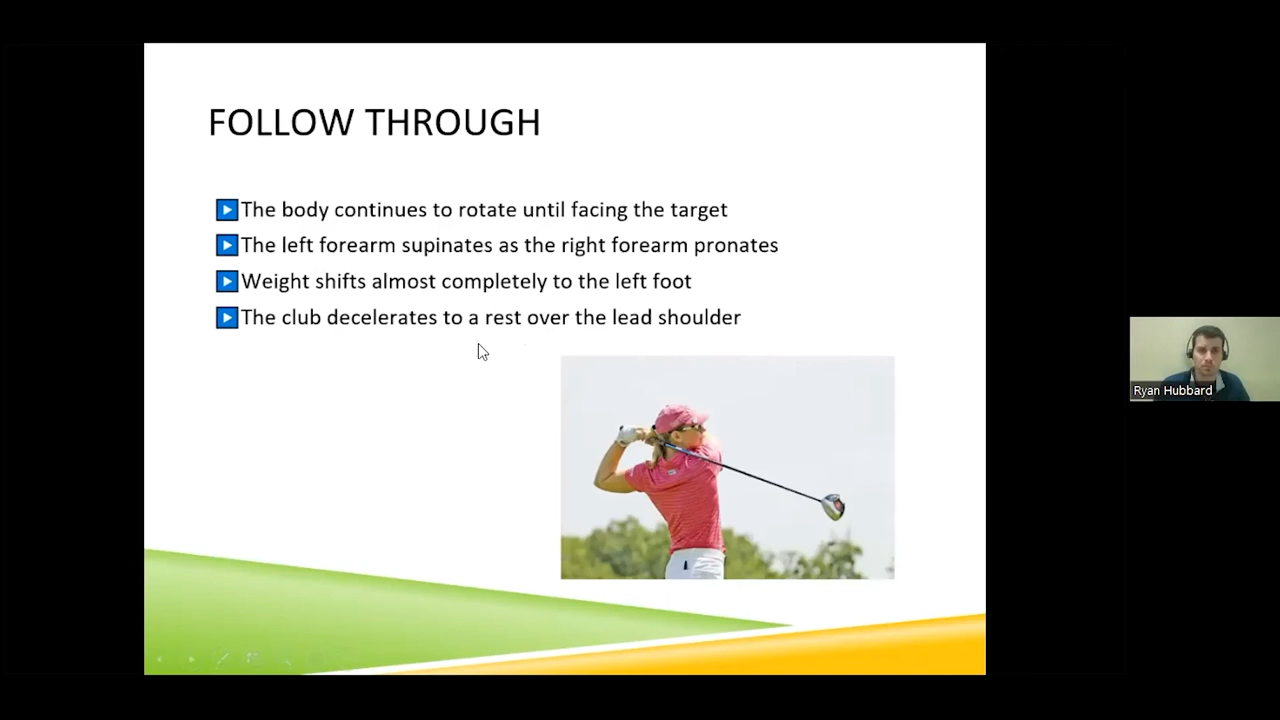 FOLLOW THROUGH
The body continues to rotate until facing the target
The left forearm supinates as the right forearm pronates
Weight shifts almost completely to the left foot
The club decelerates to a rest over the lead shoulder
Ryan Hubbard